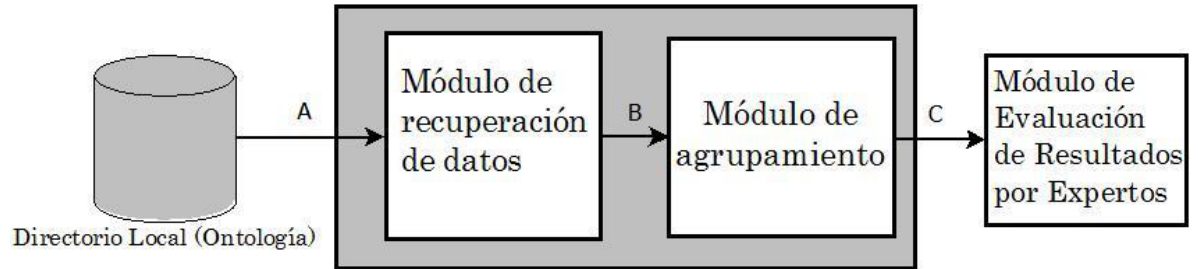 A
Módulo de
recuperación
de datos
B
Módulo de
agrupamiento
C
Módulo de
Evaluación
de Resultados
por Expertos
Directorio Local (Ontología)